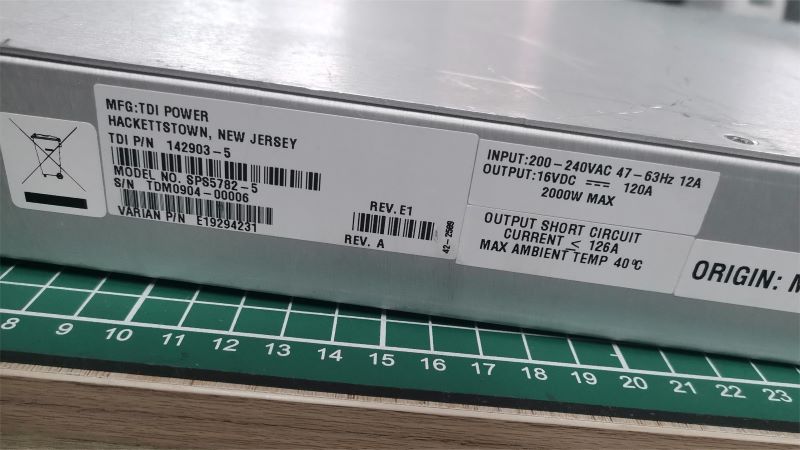 MFG:TDI POWER
HACKETTSTOWN, NEW JERSEY
TDI P/N 142903-5
MODEL NO. SPS5782-5
S/N TDM0904-00006
VARIAN P/N E19294231
REV.E1
REV. A
42-2509
INPUT:200-240VAC 47-63Hz 12A
OUTPUT:16VDC ⎓ 120A
2000W MAX
OUTPUT SHORT CIRCUIT
CURRENT ≤ 126A
MAX AMBIENT TEMP 40°C
ORIGIN: M
8 9 10 11 12 13 14 15 16 17 18 19 20 21 22 23